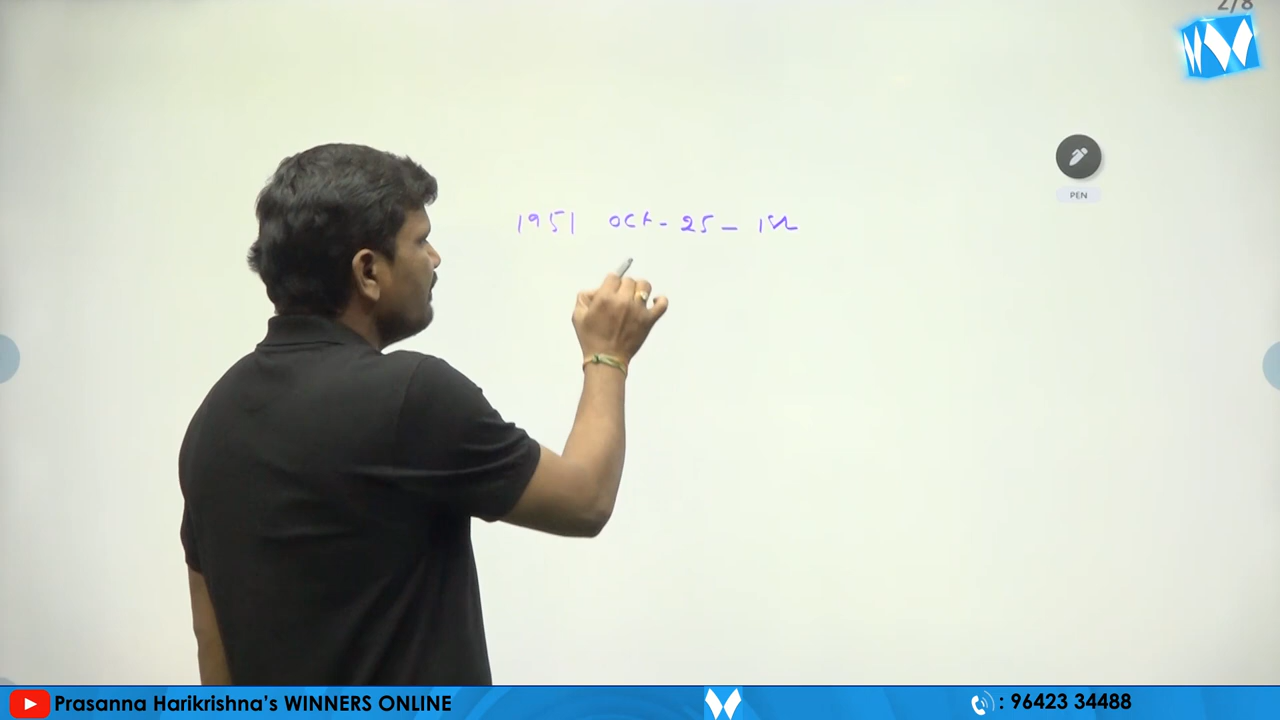 2/8
PEN
1951 Oct - 25 - 1st
Prasanna Harikrishna's WINNERS ONLINE
: 96423 34488